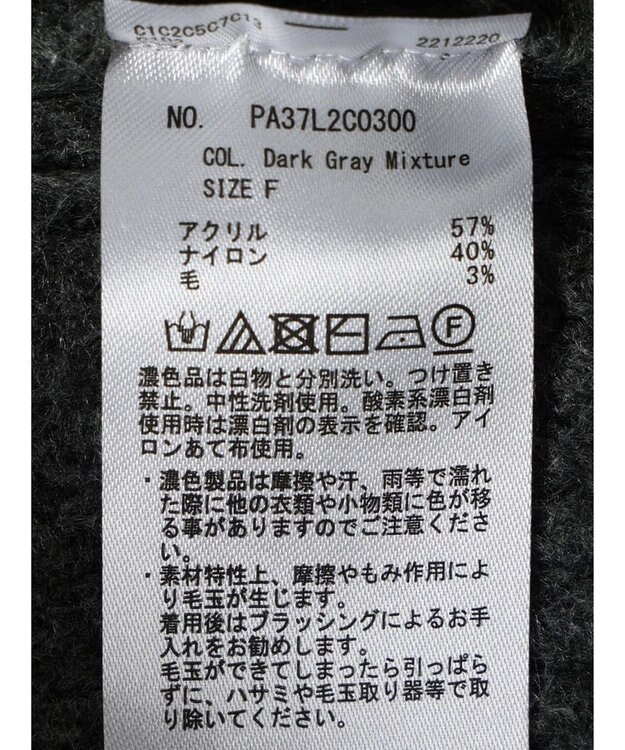 C1C2C5C7C13
2212220
NO. PA37L2C0300
COL. Dark Gray Mixture
SIZE F
アクリル 57%
ナイロン 40%
毛 3%
F
濃色品は白物と分別洗い。つけ置き
禁止。中性洗剤使用。酸素系漂白剤
使用時は漂白剤の表示を確認。アイ
ロンあて布使用。
・濃色製品は摩擦や汗、雨等で濡れ
た際に他の衣類や小物類に色が移
る事がありますのでご注意くださ
い。
・素材特性上、摩擦やもみ作用によ
り毛玉が生じます。
着用後はブラッシングによるお手
入れをお勧めします。
毛玉ができてしまったら引っぱら
ずに、ハサミや毛玉取り器等で取
り除いてください。